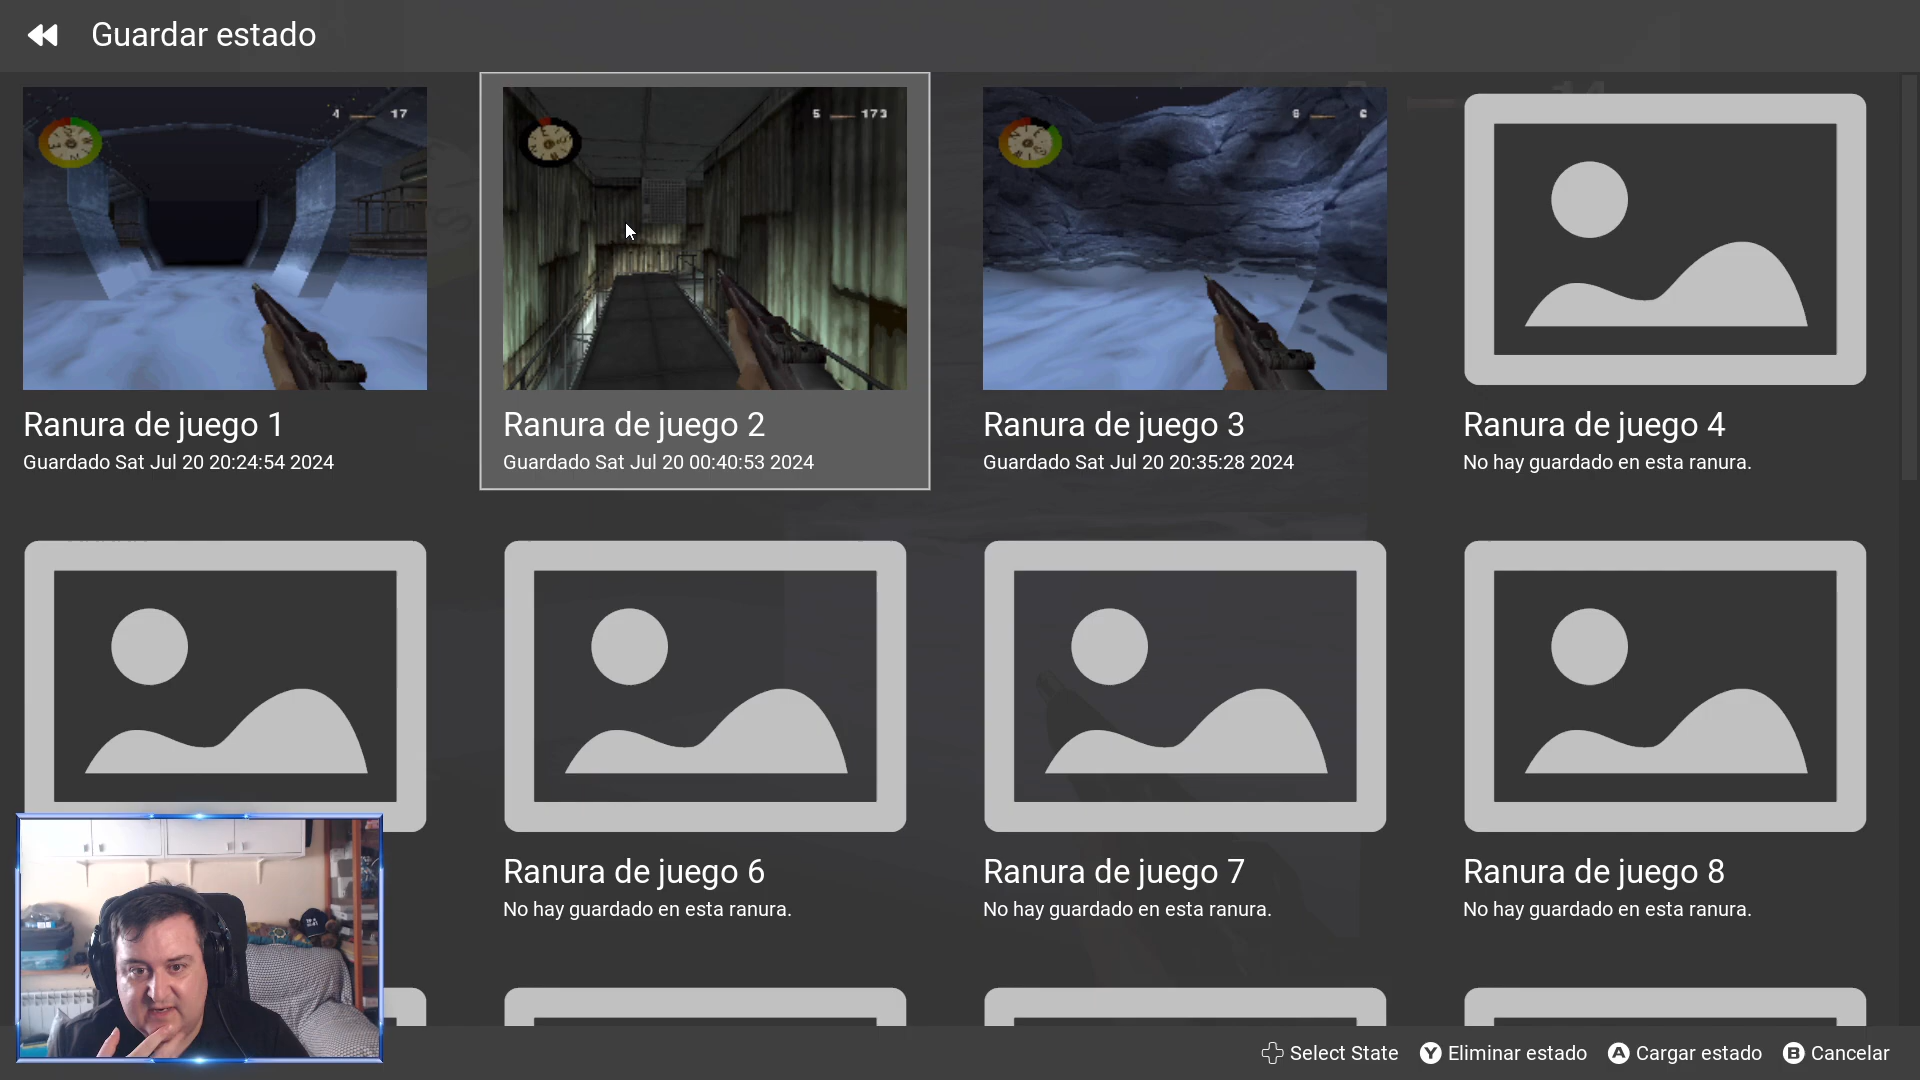 Guardar estado
4 17
5 173
6 6
14
Ranura de juego 1
Guardado Sat Jul 20 20:24:54 2024
Ranura de juego 2
Guardado Sat Jul 20 00:40:53 2024
Ranura de juego 3
Guardado Sat Jul 20 20:35:28 2024
Ranura de juego 4
No hay guardado en esta ranura.
Ranura de juego 6
No hay guardado en esta ranura.
Ranura de juego 7
No hay guardado en esta ranura.
Ranura de juego 8
No hay guardado en esta ranura.
Select State Y Eliminar estado A Cargar estado B Cancelar